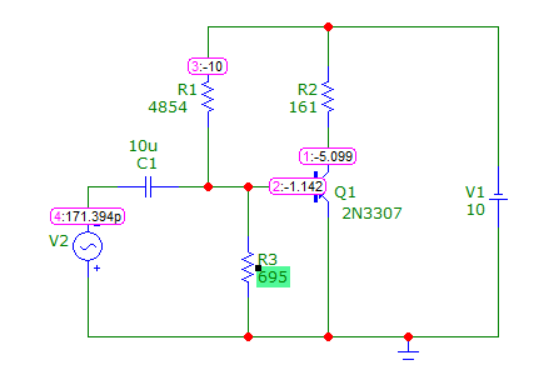 3:-10
R1
4854
R2
161
10u
C1
1:-5.099
2:-1.142
Q1
2N3307
V1
10
4:171.394p
V2
+
R3
695